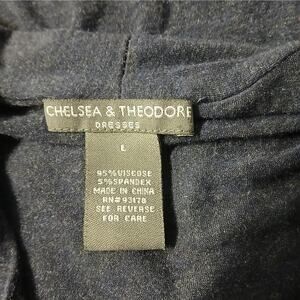 CHELSEA & THEODORE
DRESSES
L
95%VISCOSE
5%SPANDEX
MADE IN CHINA
RN#93178
SEE REVERSE
FOR CARE